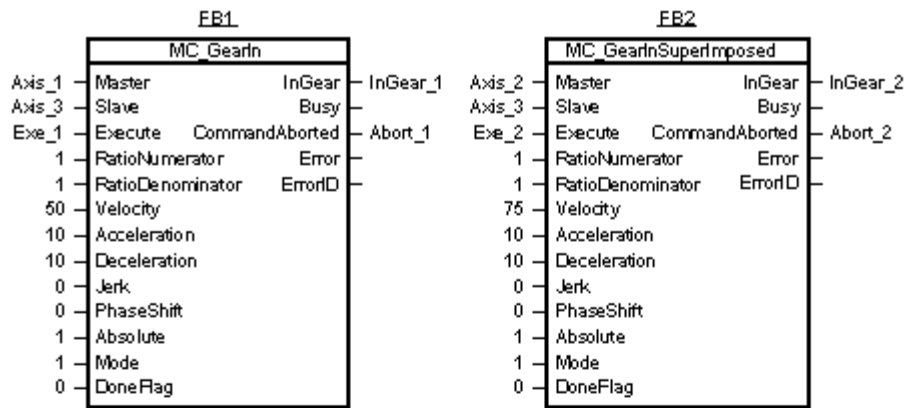 FB1
MC_GearIn
Axis_1 Master InGear InGear_1
Axis_3 Slave Busy
Exe_1 Execute CommandAborted Abort_1
1 RatioNumerator Error
1 RatioDenominator ErrorID
50 Velocity
10 Acceleration
10 Deceleration
0 Jerk
0 PhaseShift
1 Absolute
1 Mode
0 DoneFlag
FB2
MC_GearInSuperImposed
Axis_2 Master InGear InGear_2
Axis_3 Slave Busy
Exe_2 Execute CommandAborted Abort_2
1 RatioNumerator Error
1 RatioDenominator ErrorID
75 Velocity
10 Acceleration
10 Deceleration
0 Jerk
0 PhaseShift
1 Absolute
1 Mode
0 DoneFlag